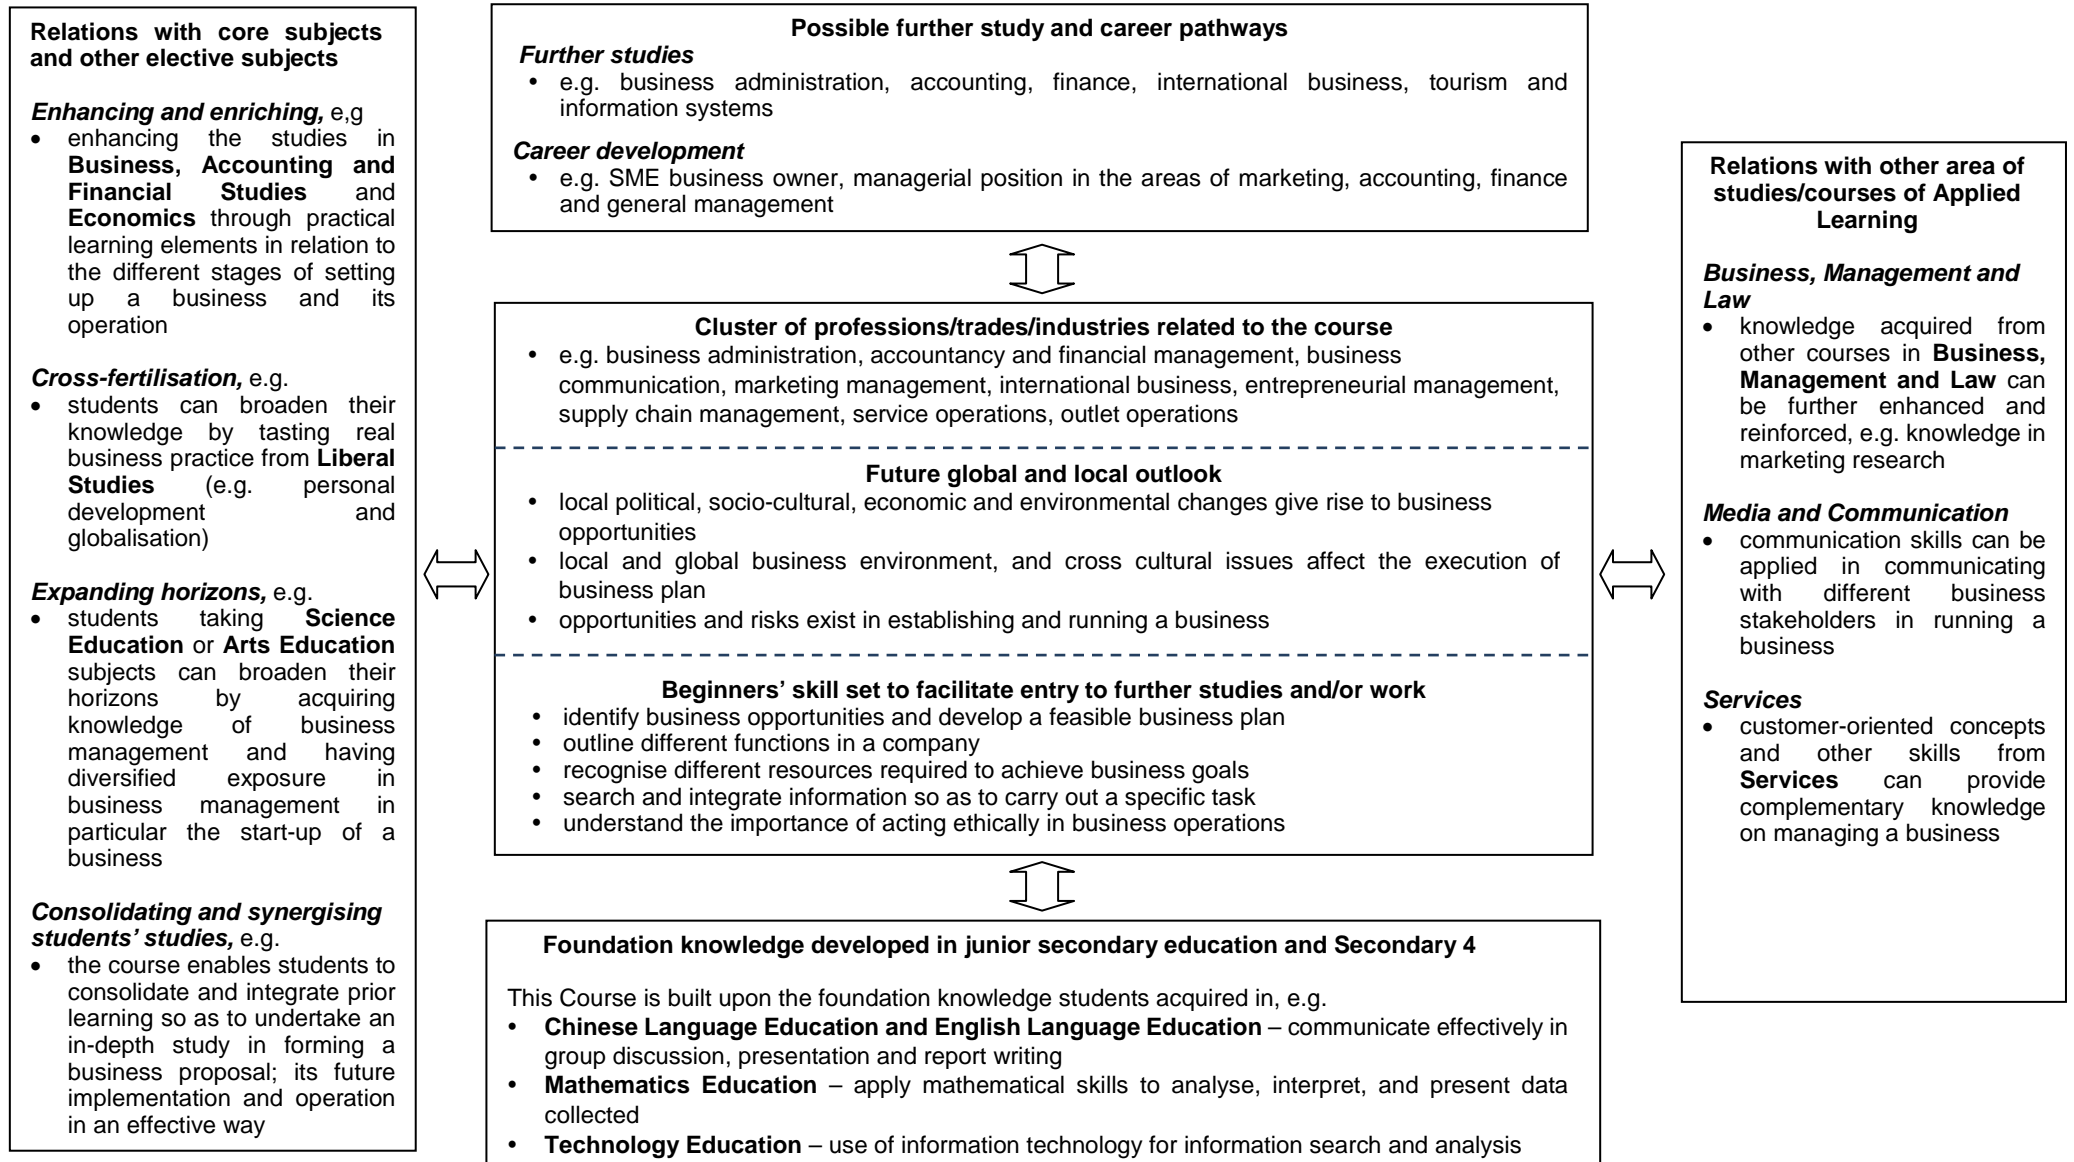 Relations with core subjects
and other elective subjects
Enhancing and enriching, e,g
• enhancing the studies in
Business, Accounting and
Financial Studies and
Economics through practical
learning elements in relation to
the different stages of setting
up a business and its
operation
Cross-fertilisation, e.g.
• students can broaden their
knowledge by tasting real
business practice from Liberal
Studies (e.g. personal
development and
globalisation)
Expanding horizons, e.g.
• students taking Science
Education or Arts Education
subjects can broaden their
horizons by acquiring
knowledge of business
management and having
diversified exposure in
business management in
particular the start-up of a
business
Consolidating and synergising
students’ studies, e.g.
• the course enables students to
consolidate and integrate prior
learning so as to undertake an
in-depth study in forming a
business proposal; its future
implementation and operation
in an effective way
Possible further study and career pathways
Further studies
• e.g. business administration, accounting, finance, international business, tourism and
information systems
Career development
• e.g. SME business owner, managerial position in the areas of marketing, accounting, finance
and general management
Cluster of professions/trades/industries related to the course
• e.g. business administration, accountancy and financial management, business
communication, marketing management, international business, entrepreneurial management,
supply chain management, service operations, outlet operations
Future global and local outlook
• local political, socio-cultural, economic and environmental changes give rise to business
opportunities
• local and global business environment, and cross cultural issues affect the execution of
business plan
• opportunities and risks exist in establishing and running a business
Beginners’ skill set to facilitate entry to further studies and/or work
• identify business opportunities and develop a feasible business plan
• outline different functions in a company
• recognise different resources required to achieve business goals
• search and integrate information so as to carry out a specific task
• understand the importance of acting ethically in business operations
Foundation knowledge developed in junior secondary education and Secondary 4
This Course is built upon the foundation knowledge students acquired in, e.g.
• Chinese Language Education and English Language Education – communicate effectively in
group discussion, presentation and report writing
• Mathematics Education – apply mathematical skills to analyse, interpret, and present data
collected
• Technology Education – use of information technology for information search and analysis
Relations with other area of
studies/courses of Applied
Learning
Business, Management and
Law
• knowledge acquired from
other courses in Business,
Management and Law can
be further enhanced and
reinforced, e.g. knowledge in
marketing research
Media and Communication
• communication skills can be
applied in communicating
with different business
stakeholders in running a
business
Services
• customer-oriented concepts
and other skills from
Services can provide
complementary knowledge
on managing a business